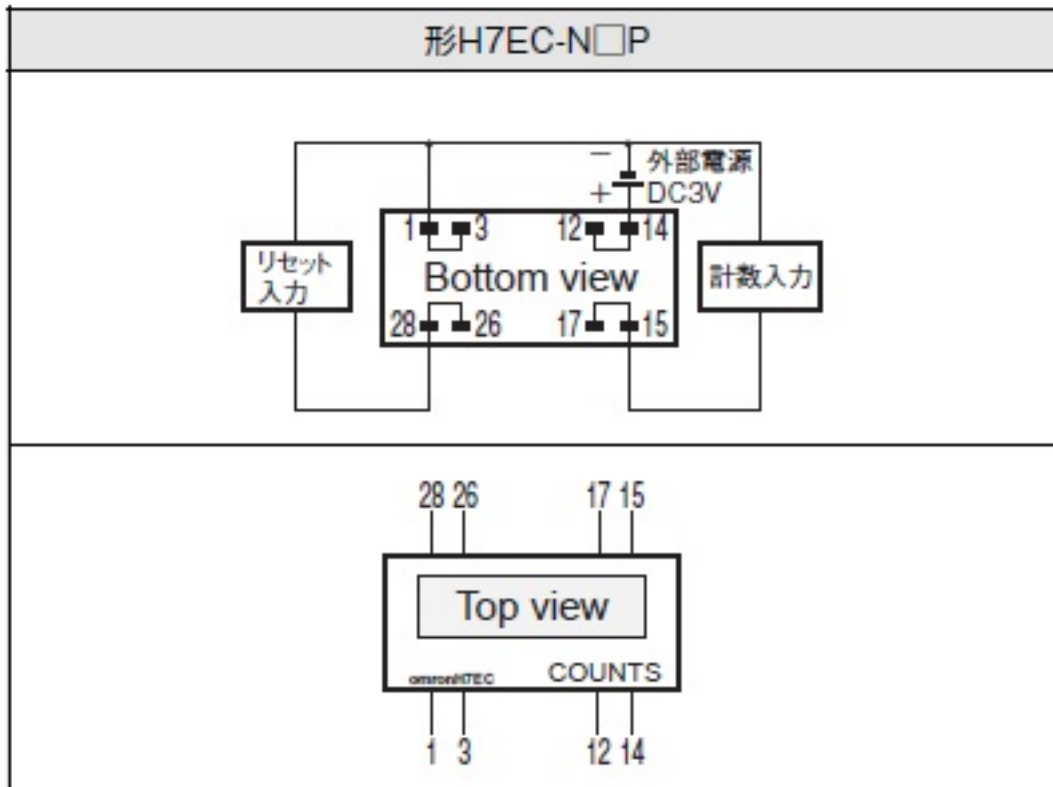 形H7EC-N□P
− 外部電源
+ DC3V
1 3 12 14
リセット
入力
Bottom view
計数入力
28 26 17 15
28 26 17 15
Top view
omronH7EC COUNTS
1 3 12 14